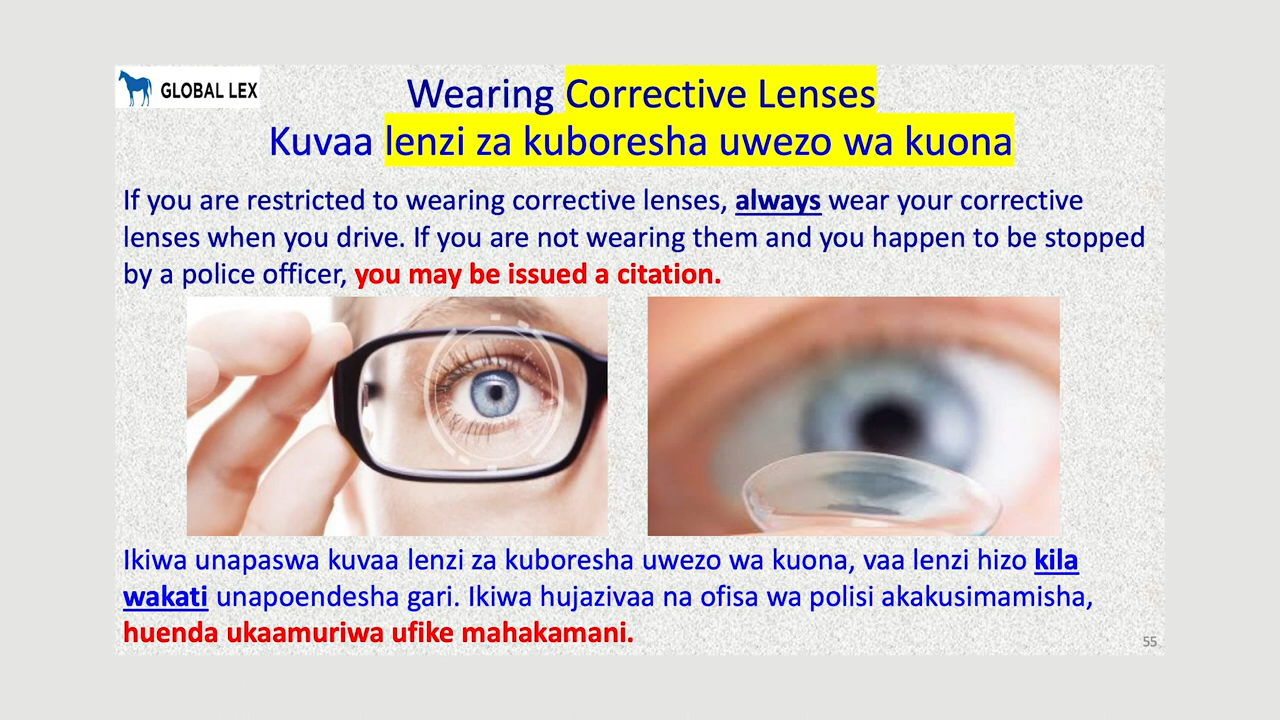 GLOBAL LEX
Wearing Corrective Lenses
Kuvaa lenzi za kuboresha uwezo wa kuona
If you are restricted to wearing corrective lenses, always wear your corrective
lenses when you drive. If you are not wearing them and you happen to be stopped
by a police officer, you may be issued a citation.
Ikiwa unapaswa kuvaa lenzi za kuboresha uwezo wa kuona, vaa lenzi hizo kila
wakati unapoendesha gari. Ikiwa hujazivaa na ofisa wa polisi akakusimamisha,
huenda ukaamuriwa ufike mahakamani.
55